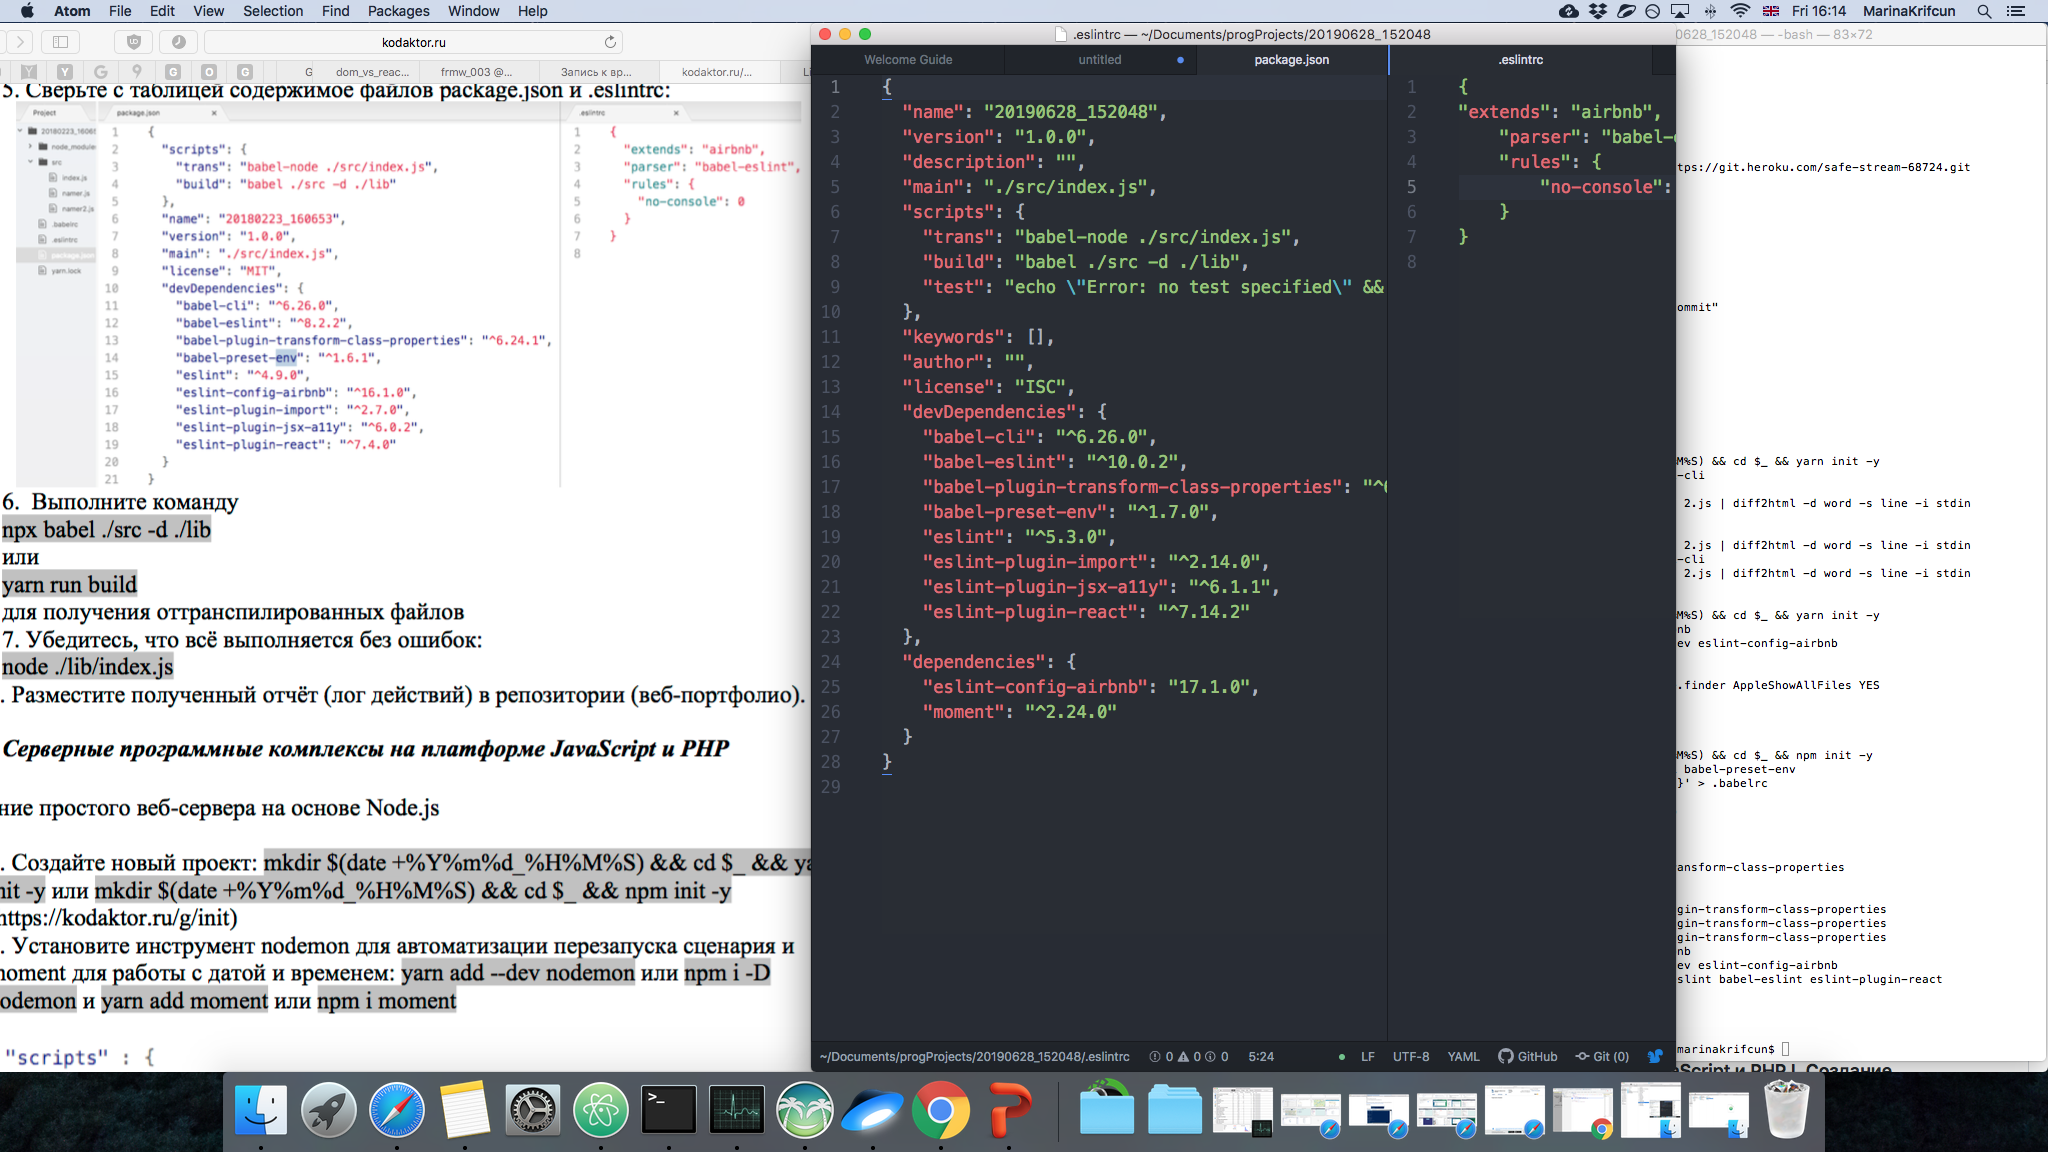 Atom File Edit View Selection Find Packages Window Help
Fri 16:14 MarinaKrifcun
kodaktor.ru
G dom_vs_reac... frmw_003 @... Запись к вр... kodaktor.ru/...
5. Сверьте с таблицей содержимое файлов package.json и .eslintrc:
Project
20180223_1606
node_module
src
index.js
namer.js
namer2.js
.babelrc
.eslintrc
package.json
yarn.lock
package.json
1 {
2 "scripts": {
3 "trans": "babel-node ./src/index.js",
4 "build": "babel ./src -d ./lib"
5 },
6 "name": "20180223_160653",
7 "version": "1.0.0",
8 "main": "./src/index.js",
9 "license": "MIT",
10 "devDependencies": {
11 "babel-cli": "^6.26.0",
12 "babel-eslint": "^8.2.2",
13 "babel-plugin-transform-class-properties": "^6.24.1",
14 "babel-preset-env": "^1.6.1",
15 "eslint": "^4.9.0",
16 "eslint-config-airbnb": "^16.1.0",
17 "eslint-plugin-import": "^2.7.0",
18 "eslint-plugin-jsx-a11y": "^6.0.2",
19 "eslint-plugin-react": "^7.4.0"
20 }
21 }
.eslintrc
1 {
2 "extends": "airbnb",
3 "parser": "babel-eslint",
4 "rules": {
5 "no-console": 0
6 }
7 }
8
6. Выполните команду
npx babel ./src -d ./lib
или
yarn run build
для получения оттранспилированных файлов
7. Убедитесь, что всё выполняется без ошибок:
node ./lib/index.js
. Разместите полученный отчёт (лог действий) в репозитории (веб-портфолио).
Серверные программные комплексы на платформе JavaScript и PHP
ние простого веб-сервера на основе Node.js
. Создайте новый проект: mkdir $(date +%Y%m%d_%H%M%S) && cd $_ && ya
nit -y или mkdir $(date +%Y%m%d_%H%M%S) && cd $_ && npm init -y
https://kodaktor.ru/g/init)
. Установите инструмент nodemon для автоматизации перезапуска сценария и
moment для работы с датой и временем: yarn add --dev nodemon или npm i -D
nodemon и yarn add moment или npm i moment
"scripts" : {
.eslintrc — ~/Documents/progProjects/20190628_152048
Welcome Guide untitled package.json .eslintrc
1 {
2 "name": "20190628_152048",
3 "version": "1.0.0",
4 "description": "",
5 "main": "./src/index.js",
6 "scripts": {
7 "trans": "babel-node ./src/index.js",
8 "build": "babel ./src -d ./lib",
9 "test": "echo \"Error: no test specified\" &&
10 },
11 "keywords": [],
12 "author": "",
13 "license": "ISC",
14 "devDependencies": {
15 "babel-cli": "^6.26.0",
16 "babel-eslint": "^10.0.2",
17 "babel-plugin-transform-class-properties": "^6
18 "babel-preset-env": "^1.7.0",
19 "eslint": "^5.3.0",
20 "eslint-plugin-import": "^2.14.0",
21 "eslint-plugin-jsx-a11y": "^6.1.1",
22 "eslint-plugin-react": "^7.14.2"
23 },
24 "dependencies": {
25 "eslint-config-airbnb": "17.1.0",
26 "moment": "^2.24.0"
27 }
28 }
29
1 {
2 "extends": "airbnb",
3 "parser": "babel-
4 "rules": {
5 "no-console":
6 }
7 }
8
~/Documents/progProjects/20190628_152048/.eslintrc 0 0 0 5:24 LF UTF-8 YAML GitHub Git (0)
628_152048 — -bash — 83×72
tps://git.heroku.com/safe-stream-68724.git
ommit"
M%S) && cd $_ && yarn init -y
-cli
2.js | diff2html -d word -s line -i stdin
2.js | diff2html -d word -s line -i stdin
-cli
2.js | diff2html -d word -s line -i stdin
M%S) && cd $_ && yarn init -y
nb
ev eslint-config-airbnb
.finder AppleShowAllFiles YES
M%S) && cd $_ && npm init -y
babel-preset-env
}' > .babelrc
ansform-class-properties
gin-transform-class-properties
gin-transform-class-properties
gin-transform-class-properties
nb
ev eslint-config-airbnb
slint babel-eslint eslint-plugin-react
marinakrifcun$